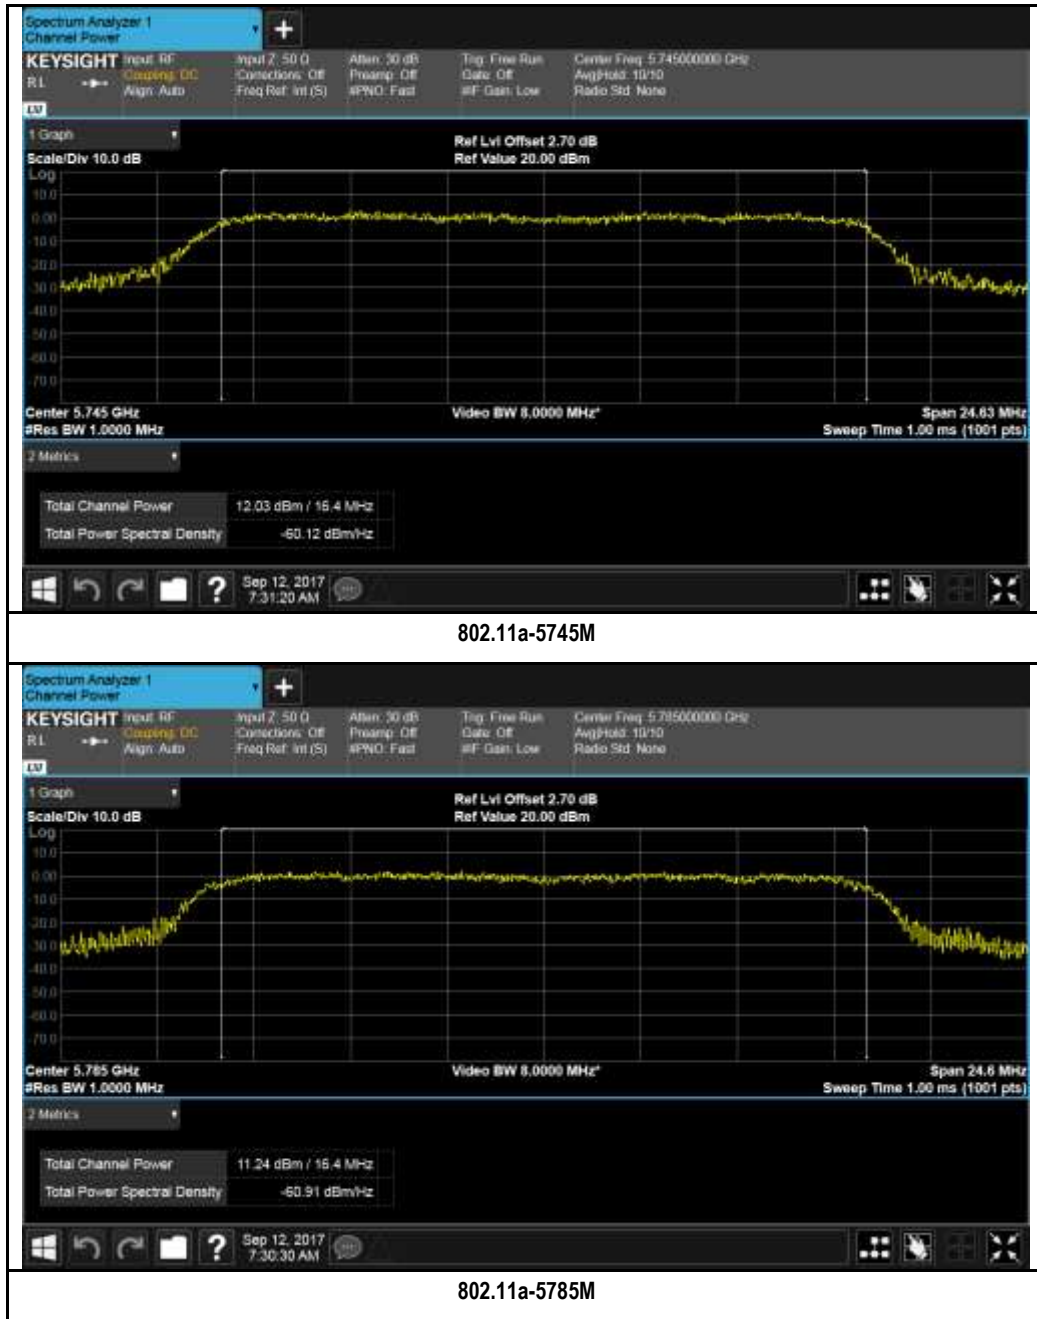 Spectrum Analyzer 1
Channel Power
+
KEYSIGHT Input: RF Input Z: 50 Ω Atten: 30 dB Trig: Free Run Center Freq: 5.745000000 GHz
RL Coupling: DC Corrections: Off Preamp: Off Gate: Off Avg|Hold: 10/10
Align: Auto Freq Ref: Int (S) #PNO: Fast #IF Gain: Low Radio Std: None
LXI
1 Graph
Ref Lvl Offset 2.70 dB
Scale/Div 10.0 dB Ref Value 20.00 dBm
Log
10.0
0.00
-10.0
-20.0
-30.0
-40.0
-50.0
-60.0
-70.0
Center 5.745 GHz Video BW 8.0000 MHz* Span 24.63 MHz
#Res BW 1.0000 MHz Sweep Time 1.00 ms (1001 pts)
2 Metrics
Total Channel Power 12.03 dBm / 16.4 MHz
Total Power Spectral Density -60.12 dBm/Hz
? Sep 12, 2017
7:31:20 AM
802.11a-5745M
Spectrum Analyzer 1
Channel Power
+
KEYSIGHT Input: RF Input Z: 50 Ω Atten: 30 dB Trig: Free Run Center Freq: 5.785000000 GHz
RL Coupling: DC Corrections: Off Preamp: Off Gate: Off Avg|Hold: 10/10
Align: Auto Freq Ref: Int (S) #PNO: Fast #IF Gain: Low Radio Std: None
LXI
1 Graph
Ref Lvl Offset 2.70 dB
Scale/Div 10.0 dB Ref Value 20.00 dBm
Log
10.0
0.00
-10.0
-20.0
-30.0
-40.0
-50.0
-60.0
-70.0
Center 5.785 GHz Video BW 8.0000 MHz* Span 24.6 MHz
#Res BW 1.0000 MHz Sweep Time 1.00 ms (1001 pts)
2 Metrics
Total Channel Power 11.24 dBm / 16.4 MHz
Total Power Spectral Density -60.91 dBm/Hz
? Sep 12, 2017
7:30:30 AM
802.11a-5785M